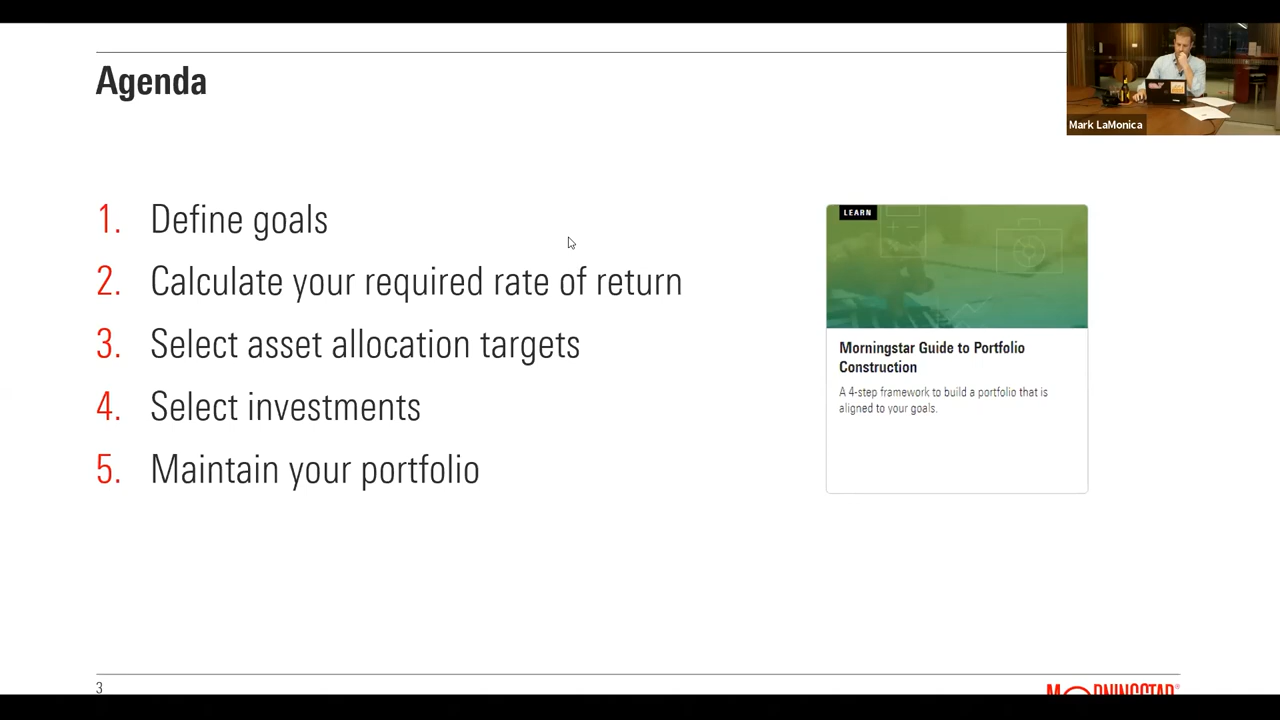 Agenda
Mark LaMonica
1. Define goals
2. Calculate your required rate of return
3. Select asset allocation targets
4. Select investments
5. Maintain your portfolio
LEARN
Morningstar Guide to Portfolio
Construction
A 4-step framework to build a portfolio that is
aligned to your goals.
3
MORNINGSTAR®